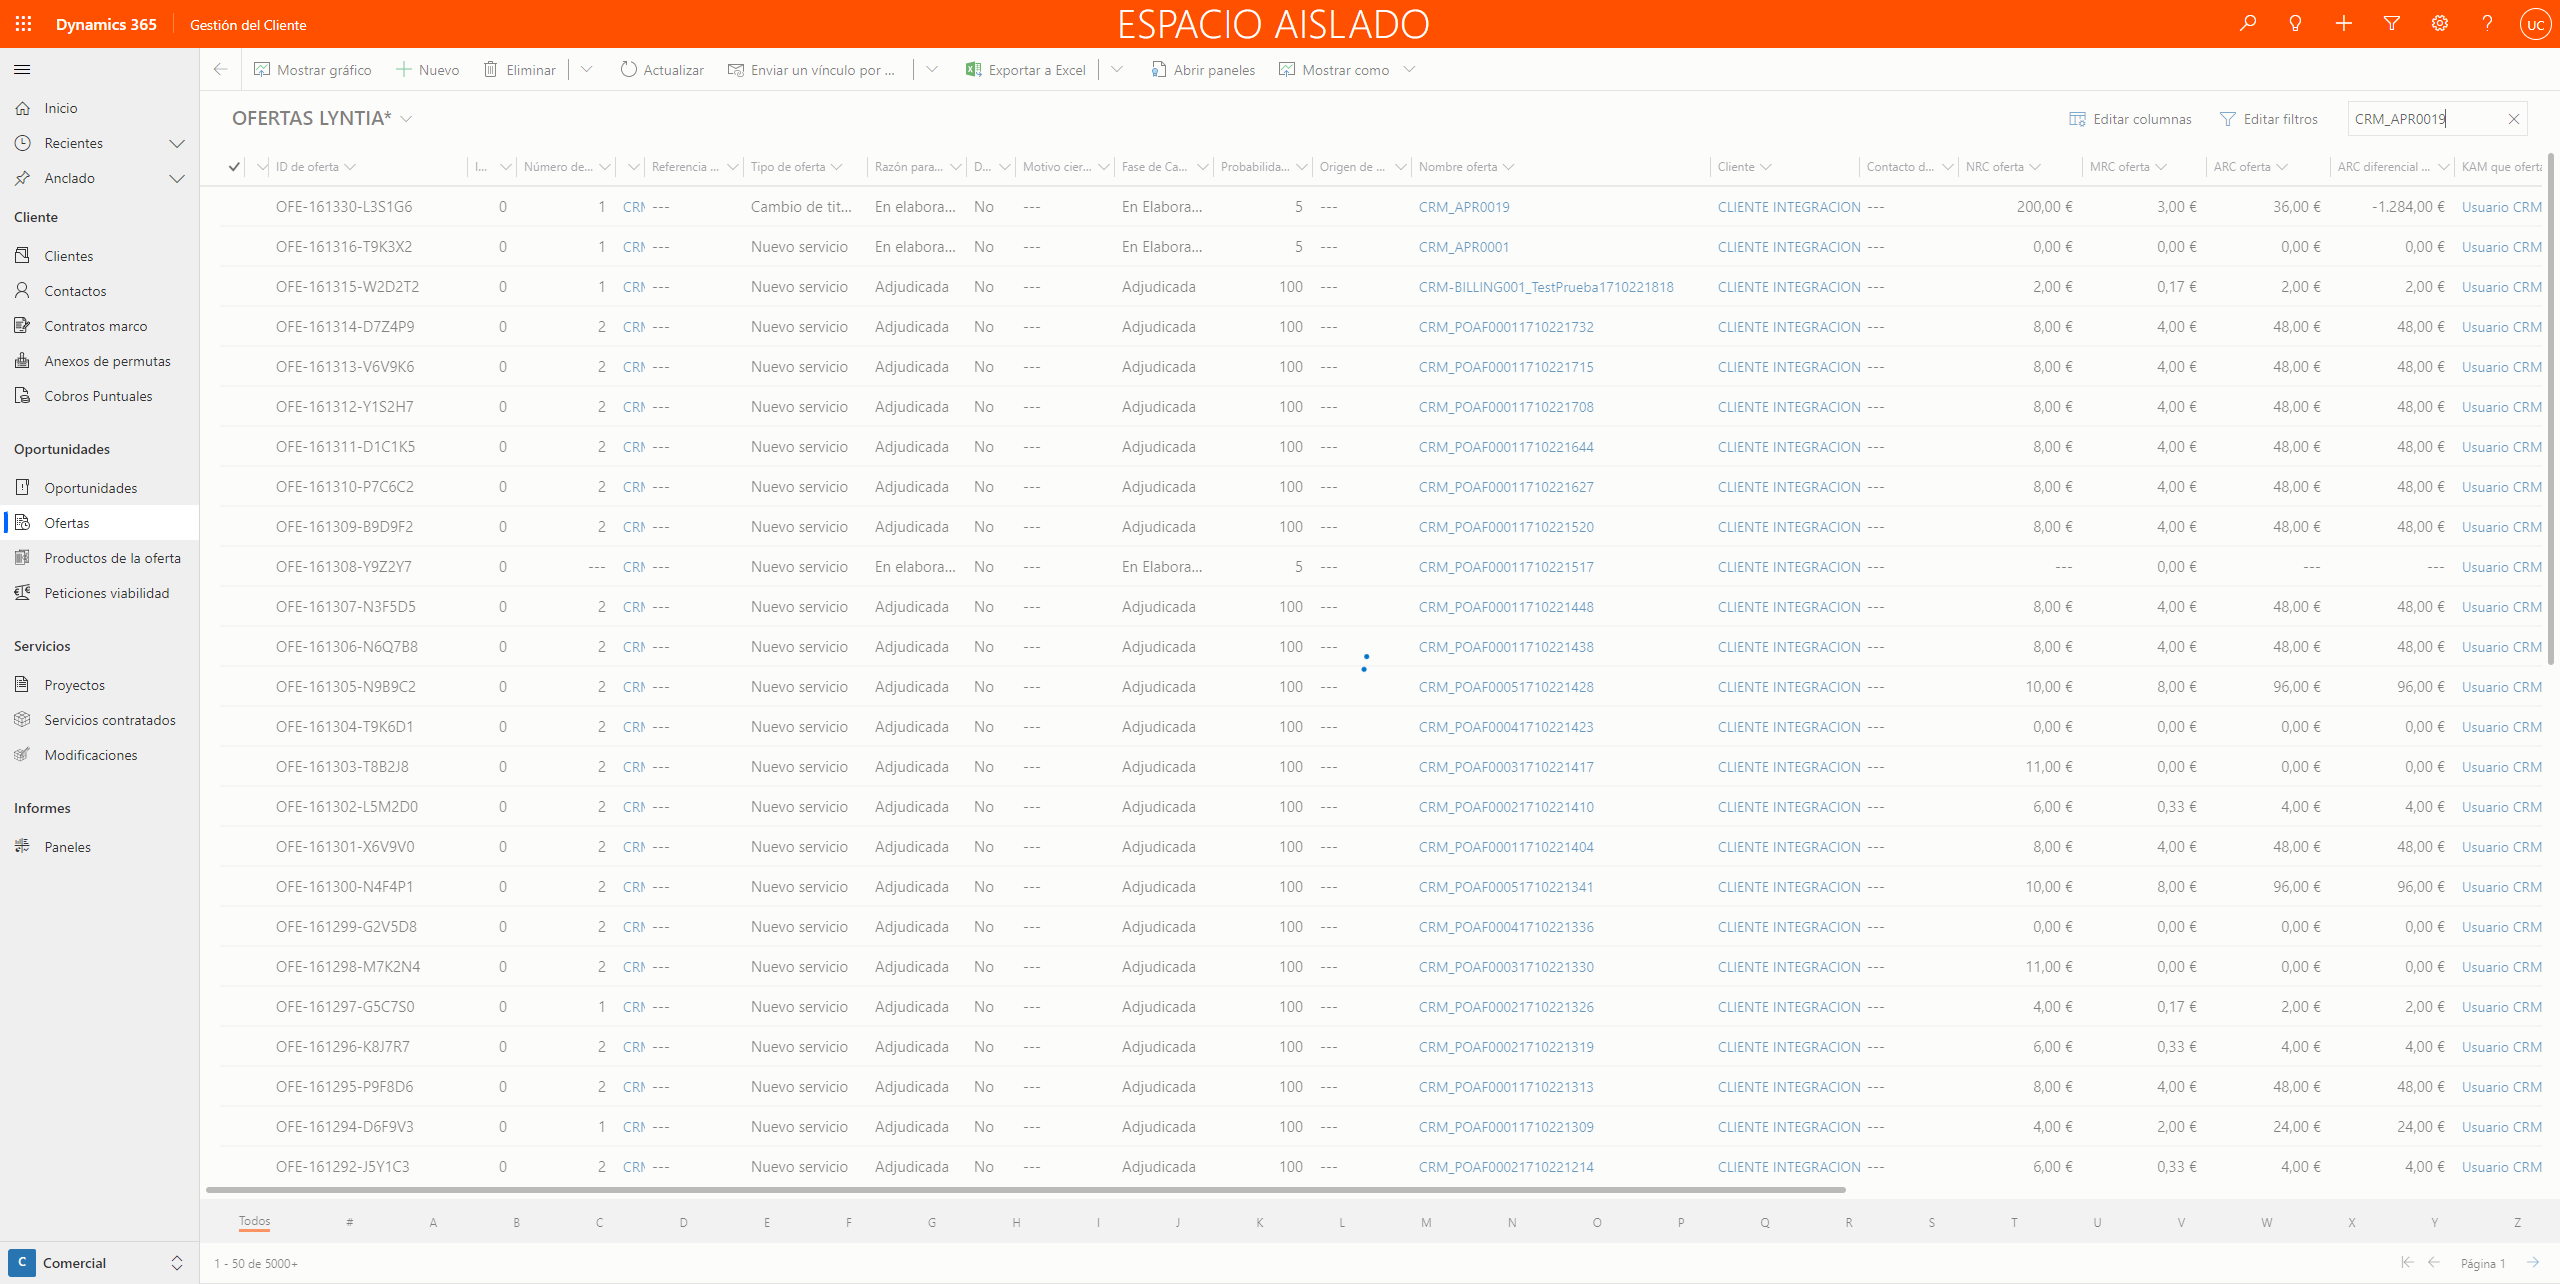 Dynamics 365 Gestión del Cliente ESPACIO AISLADO UC
Mostrar gráfico Nuevo Eliminar Actualizar Enviar un vínculo por ... Exportar a Excel Abrir paneles Mostrar como
Inicio
Recientes
Anclado
Cliente
Clientes
Contactos
Contratos marco
Anexos de permutas
Cobros Puntuales
Oportunidades
Oportunidades
Ofertas
Productos de la oferta
Peticiones viabilidad
Servicios
Proyectos
Servicios contratados
Modificaciones
Informes
Paneles
C Comercial
OFERTAS LYNTIA* Editar columnas Editar filtros CRM_APR0019
ID de oferta I... Número de... Referencia ... Tipo de oferta Razón para... D... Motivo cier... Fase de Ca... Probabilida... Origen de ... Nombre oferta Cliente Contacto d... NRC oferta MRC oferta ARC oferta ARC diferencial ... KAM que oferta
OFE-161330-L3S1G6 0 1 CRM --- Cambio de tit... En elabora... No --- En Elabora... 5 --- CRM_APR0019 CLIENTE INTEGRACION --- 200,00 € 3,00 € 36,00 € -1.284,00 € Usuario CRM
OFE-161316-T9K3X2 0 1 CRM --- Nuevo servicio En elabora... No --- En Elabora... 5 --- CRM_APR0001 CLIENTE INTEGRACION --- 0,00 € 0,00 € 0,00 € 0,00 € Usuario CRM
OFE-161315-W2D2T2 0 1 CRM --- Nuevo servicio Adjudicada No --- Adjudicada 100 --- CRM-BILLING001_TestPrueba1710221818 CLIENTE INTEGRACION --- 2,00 € 0,17 € 2,00 € 2,00 € Usuario CRM
OFE-161314-D7Z4P9 0 2 CRM --- Nuevo servicio Adjudicada No --- Adjudicada 100 --- CRM_POAF00011710221732 CLIENTE INTEGRACION --- 8,00 € 4,00 € 48,00 € 48,00 € Usuario CRM
OFE-161313-V6V9K6 0 2 CRM --- Nuevo servicio Adjudicada No --- Adjudicada 100 --- CRM_POAF00011710221715 CLIENTE INTEGRACION --- 8,00 € 4,00 € 48,00 € 48,00 € Usuario CRM
OFE-161312-Y1S2H7 0 2 CRM --- Nuevo servicio Adjudicada No --- Adjudicada 100 --- CRM_POAF00011710221708 CLIENTE INTEGRACION --- 8,00 € 4,00 € 48,00 € 48,00 € Usuario CRM
OFE-161311-D1C1K5 0 2 CRM --- Nuevo servicio Adjudicada No --- Adjudicada 100 --- CRM_POAF00011710221644 CLIENTE INTEGRACION --- 8,00 € 4,00 € 48,00 € 48,00 € Usuario CRM
OFE-161310-P7C6C2 0 2 CRM --- Nuevo servicio Adjudicada No --- Adjudicada 100 --- CRM_POAF00011710221627 CLIENTE INTEGRACION --- 8,00 € 4,00 € 48,00 € 48,00 € Usuario CRM
OFE-161309-B9D9F2 0 2 CRM --- Nuevo servicio Adjudicada No --- Adjudicada 100 --- CRM_POAF00011710221520 CLIENTE INTEGRACION --- 8,00 € 4,00 € 48,00 € 48,00 € Usuario CRM
OFE-161308-Y9Z2Y7 0 --- CRM --- Nuevo servicio En elabora... No --- En Elabora... 5 --- CRM_POAF00011710221517 CLIENTE INTEGRACION --- --- 0,00 € --- --- Usuario CRM
OFE-161307-N3F5D5 0 2 CRM --- Nuevo servicio Adjudicada No --- Adjudicada 100 --- CRM_POAF00011710221448 CLIENTE INTEGRACION --- 8,00 € 4,00 € 48,00 € 48,00 € Usuario CRM
OFE-161306-N6Q7B8 0 2 CRM --- Nuevo servicio Adjudicada No --- Adjudicada 100 --- CRM_POAF00011710221438 CLIENTE INTEGRACION --- 8,00 € 4,00 € 48,00 € 48,00 € Usuario CRM
OFE-161305-N9B9C2 0 2 CRM --- Nuevo servicio Adjudicada No --- Adjudicada 100 --- CRM_POAF00051710221428 CLIENTE INTEGRACION --- 10,00 € 8,00 € 96,00 € 96,00 € Usuario CRM
OFE-161304-T9K6D1 0 2 CRM --- Nuevo servicio Adjudicada No --- Adjudicada 100 --- CRM_POAF00041710221423 CLIENTE INTEGRACION --- 0,00 € 0,00 € 0,00 € 0,00 € Usuario CRM
OFE-161303-T8B2J8 0 2 CRM --- Nuevo servicio Adjudicada No --- Adjudicada 100 --- CRM_POAF00031710221417 CLIENTE INTEGRACION --- 11,00 € 0,00 € 0,00 € 0,00 € Usuario CRM
OFE-161302-L5M2D0 0 2 CRM --- Nuevo servicio Adjudicada No --- Adjudicada 100 --- CRM_POAF00021710221410 CLIENTE INTEGRACION --- 6,00 € 0,33 € 4,00 € 4,00 € Usuario CRM
OFE-161301-X6V9V0 0 2 CRM --- Nuevo servicio Adjudicada No --- Adjudicada 100 --- CRM_POAF00011710221404 CLIENTE INTEGRACION --- 8,00 € 4,00 € 48,00 € 48,00 € Usuario CRM
OFE-161300-N4F4P1 0 2 CRM --- Nuevo servicio Adjudicada No --- Adjudicada 100 --- CRM_POAF00051710221341 CLIENTE INTEGRACION --- 10,00 € 8,00 € 96,00 € 96,00 € Usuario CRM
OFE-161299-G2V5D8 0 2 CRM --- Nuevo servicio Adjudicada No --- Adjudicada 100 --- CRM_POAF00041710221336 CLIENTE INTEGRACION --- 0,00 € 0,00 € 0,00 € 0,00 € Usuario CRM
OFE-161298-M7K2N4 0 2 CRM --- Nuevo servicio Adjudicada No --- Adjudicada 100 --- CRM_POAF00031710221330 CLIENTE INTEGRACION --- 11,00 € 0,00 € 0,00 € 0,00 € Usuario CRM
OFE-161297-G5C7S0 0 1 CRM --- Nuevo servicio Adjudicada No --- Adjudicada 100 --- CRM_POAF00021710221326 CLIENTE INTEGRACION --- 4,00 € 0,17 € 2,00 € 2,00 € Usuario CRM
OFE-161296-K8J7R7 0 2 CRM --- Nuevo servicio Adjudicada No --- Adjudicada 100 --- CRM_POAF00021710221319 CLIENTE INTEGRACION --- 6,00 € 0,33 € 4,00 € 4,00 € Usuario CRM
OFE-161295-P9F8D6 0 2 CRM --- Nuevo servicio Adjudicada No --- Adjudicada 100 --- CRM_POAF00011710221313 CLIENTE INTEGRACION --- 8,00 € 4,00 € 48,00 € 48,00 € Usuario CRM
OFE-161294-D6F9V3 0 1 CRM --- Nuevo servicio Adjudicada No --- Adjudicada 100 --- CRM_POAF00011710221309 CLIENTE INTEGRACION --- 4,00 € 2,00 € 24,00 € 24,00 € Usuario CRM
OFE-161292-J5Y1C3 0 2 CRM --- Nuevo servicio Adjudicada No --- Adjudicada 100 --- CRM_POAF00021710221214 CLIENTE INTEGRACION --- 6,00 € 0,33 € 4,00 € 4,00 € Usuario CRM
Todos # A B C D E F G H I J K L M N O P Q R S T U V W X Y Z
1 - 50 de 5000+ Página 1